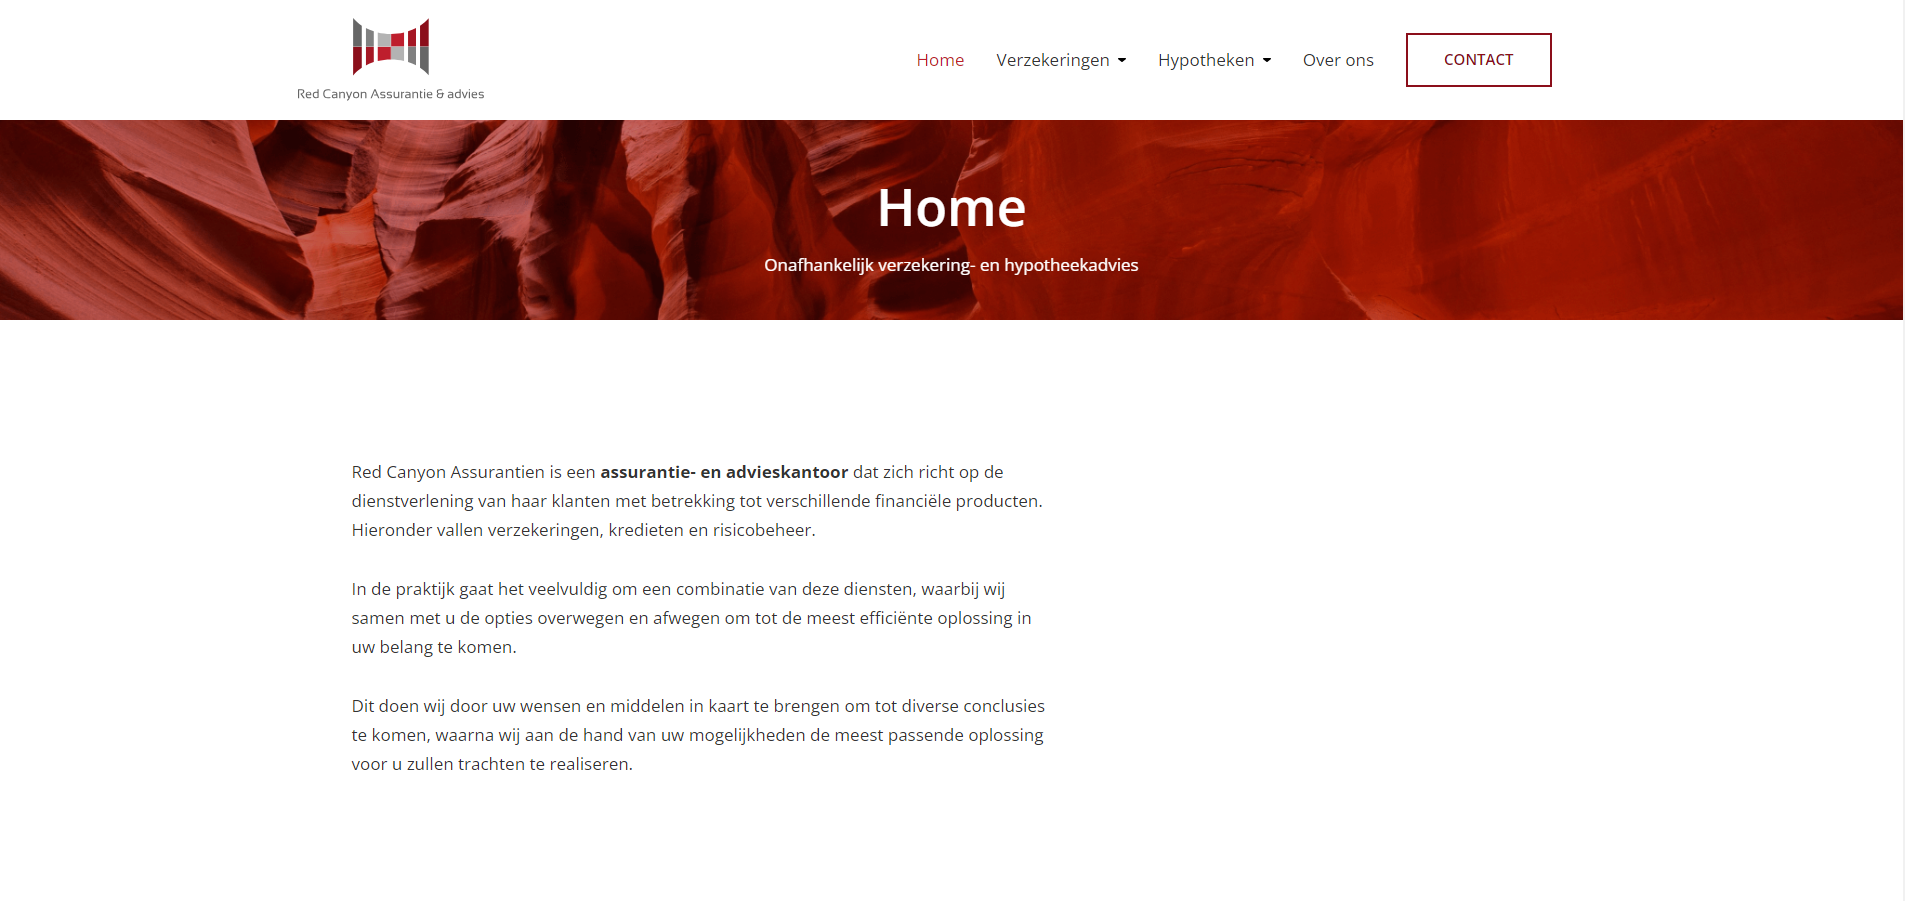 Red Canyon Assurantie & advies
Home
Verzekeringen
Hypotheken
Over ons
CONTACT
Home
Onafhankelijk verzekering- en hypotheekadvies
Red Canyon Assurantien is een assurantie- en advieskantoor dat zich richt op de
dienstverlening van haar klanten met betrekking tot verschillende financiële producten.
Hieronder vallen verzekeringen, kredieten en risicobeheer.
In de praktijk gaat het veelvuldig om een combinatie van deze diensten, waarbij wij
samen met u de opties overwegen en afwegen om tot de meest efficiënte oplossing in
uw belang te komen.
Dit doen wij door uw wensen en middelen in kaart te brengen om tot diverse conclusies
te komen, waarna wij aan de hand van uw mogelijkheden de meest passende oplossing
voor u zullen trachten te realiseren.